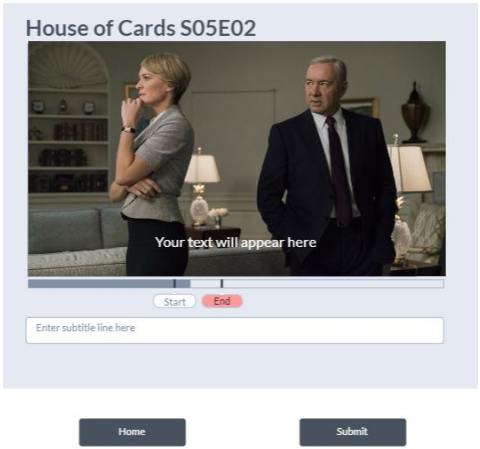 House of Cards S05E02
Your text will appear here
Start
End
Enter subtitle line here
Home
Submit